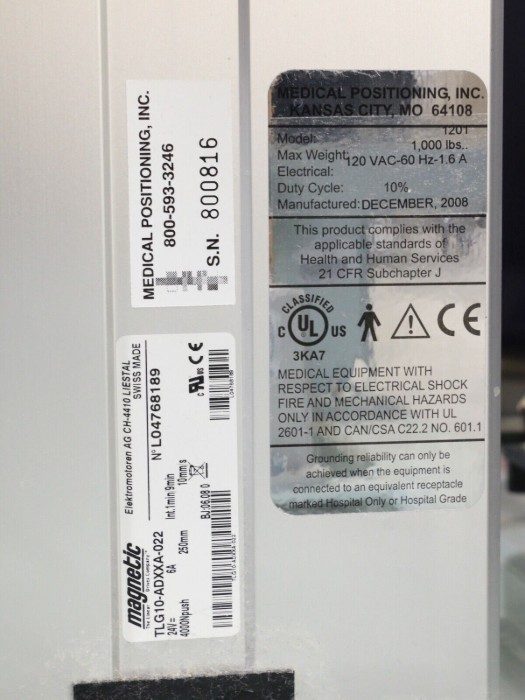 MEDICAL POSITIONING, INC.
800-593-3246
S.N. 800816
MEDICAL POSITIONING, INC.
KANSAS CITY, MO 64108
Model: 1201
Max Weight: 1,000 lbs..
Electrical: 120 VAC-60 Hz-1.6 A
Duty Cycle: 10%
Manufactured: DECEMBER, 2008
This product complies with the
applicable standards of
Health and Human Services
21 CFR Subchapter J
CLASSIFIED
C UL US CE
3KA7
MEDICAL EQUIPMENT WITH
RESPECT TO ELECTRICAL SHOCK
FIRE AND MECHANICAL HAZARDS
ONLY IN ACCORDANCE WITH UL
2601-1 AND CAN/CSA C22.2 NO. 601.1
Grounding reliability can only be
achieved when the equipment is
connected to an equivalent receptacle
marked Hospital Only or Hospital Grade
magnetic
Elektromotoren AG CH-4410 LIESTAL
SWISS MADE
TLG10-ADXXA-022
Nº L04768189
24V= 6A Int.1min 9min
4000Npush 250mm 10mm/s
c us CE